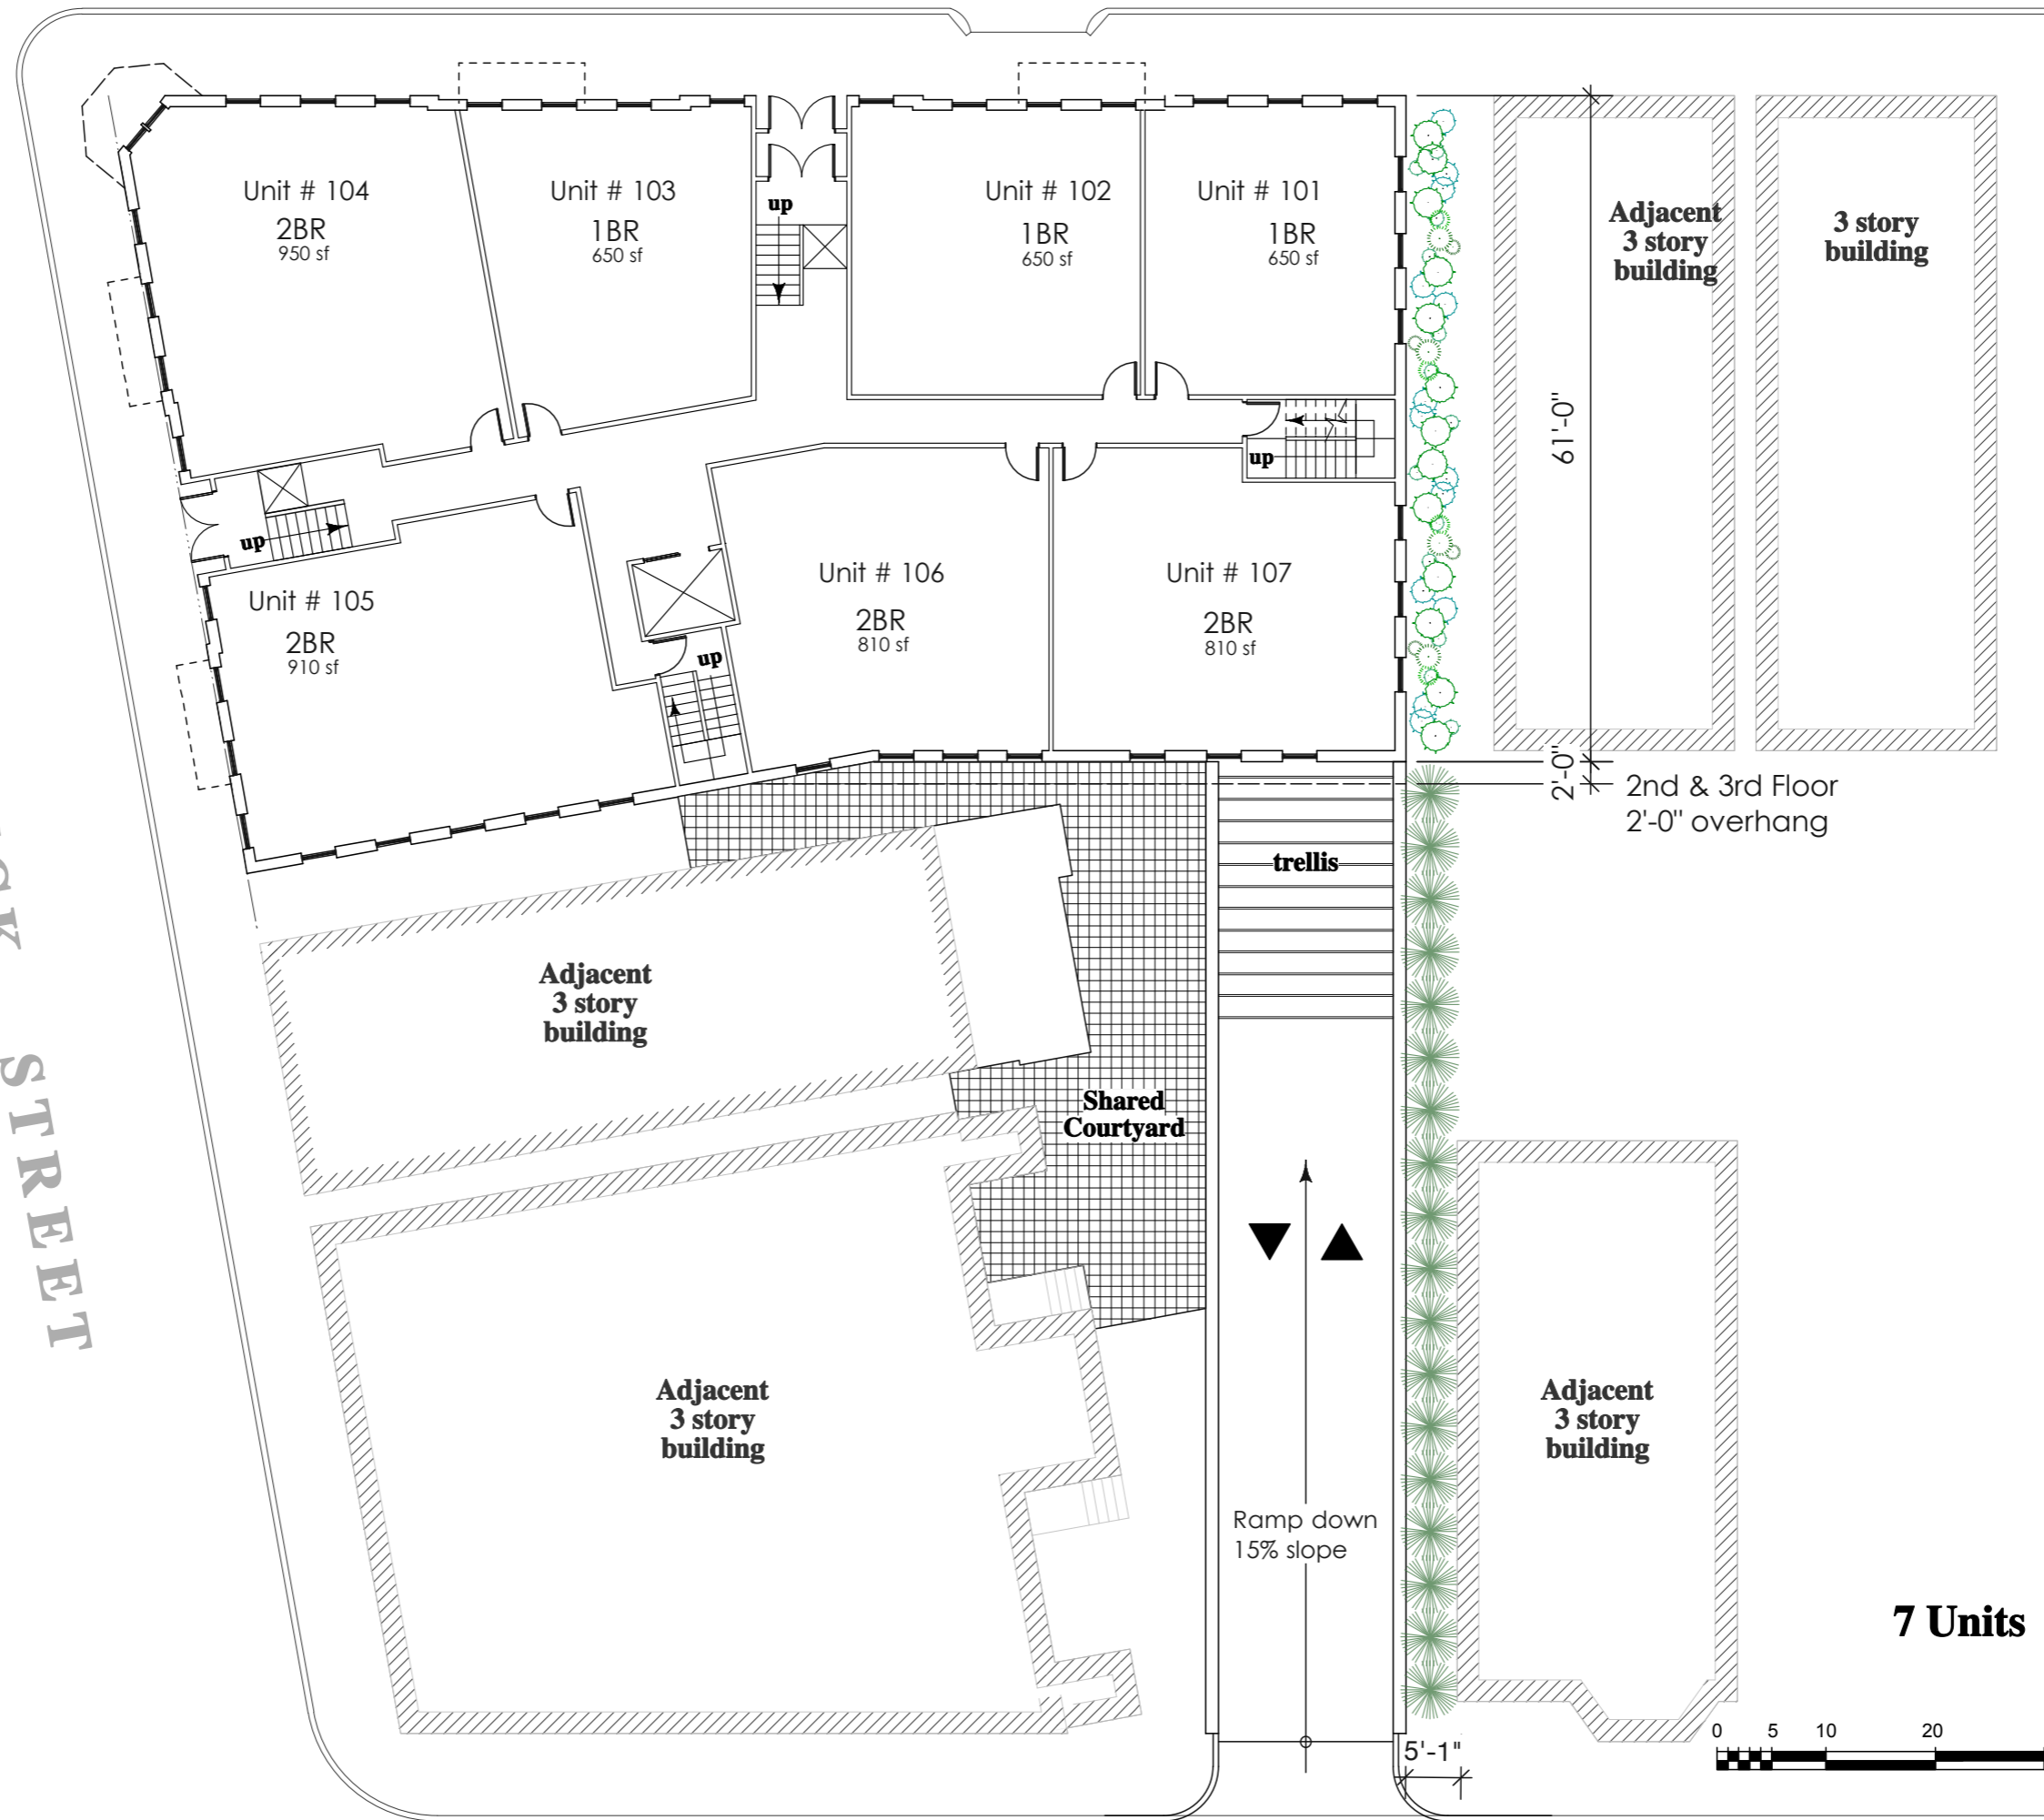 Unit # 104
2BR
950 sf
Unit # 103
1BR
650 sf
up
Unit # 102
1BR
650 sf
Unit # 101
1BR
650 sf
Adjacent
3 story
building
3 story
building
61'-0"
up
up
Unit # 105
2BR
910 sf
up
Unit # 106
2BR
810 sf
Unit # 107
2BR
810 sf
2'-0"
2nd & 3rd Floor
2'-0" overhang
trellis
Adjacent
3 story
building
STREET
Shared
Courtyard
Adjacent
3 story
building
Ramp down
15% slope
Adjacent
3 story
building
7 Units
0 5 10 20
5'-1"